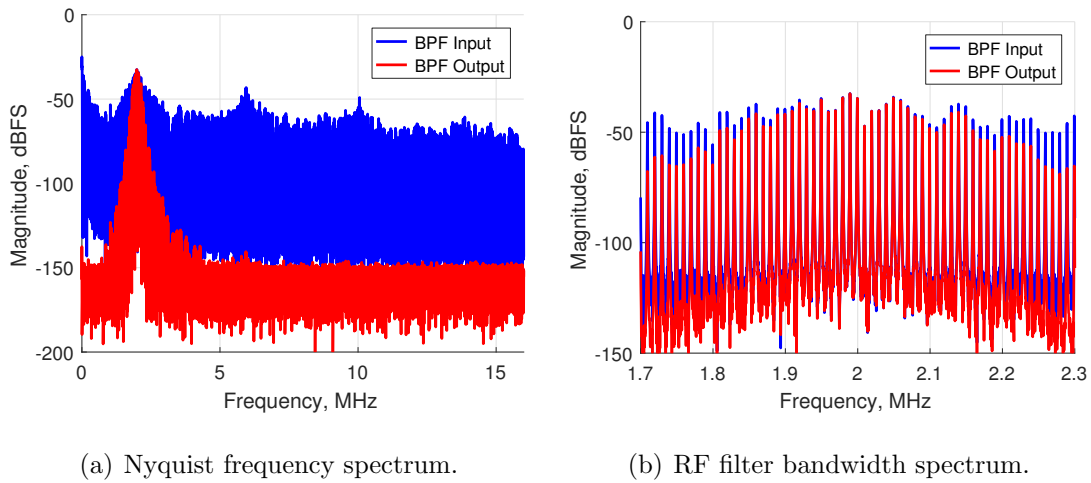 0
-50
-100
-150
-200
Magnitude, dBFS
0
5
10
15
Frequency, MHz
BPF Input
BPF Output
(a) Nyquist frequency spectrum.
0
-50
-100
-150
Magnitude, dBFS
1.7
1.8
1.9
2
2.1
2.2
2.3
Frequency, MHz
BPF Input
BPF Output
(b) RF filter bandwidth spectrum.